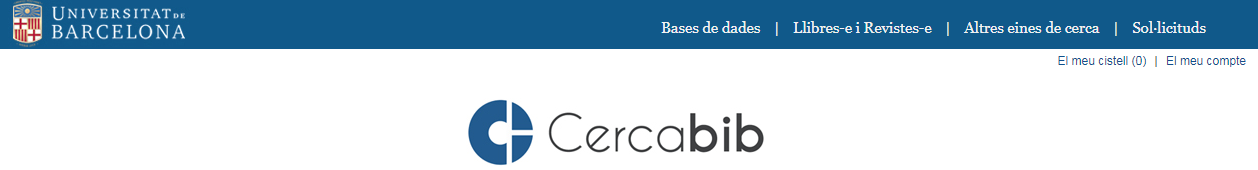 UNIVERSITAT DE
BARCELONA
Bases de dades | Llibres-e i Revistes-e | Altres eines de cerca | Sol·licituds
El meu cistell (0) | El meu compte
Cercabib